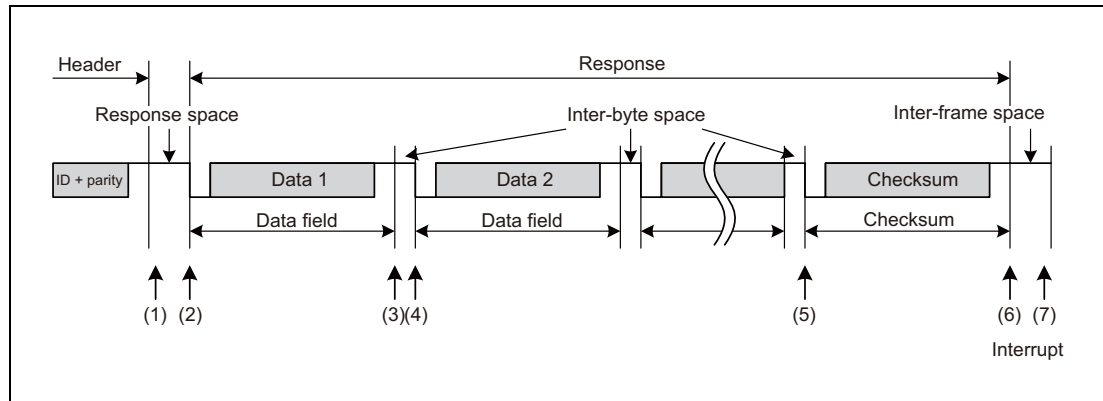 Header
Response
Response space
Inter-byte space
Inter-frame space
ID + parity
Data 1
Data 2
Checksum
Data field
Data field
Checksum
(1)
(2)
(3)
(4)
(5)
(6)
(7)
Interrupt